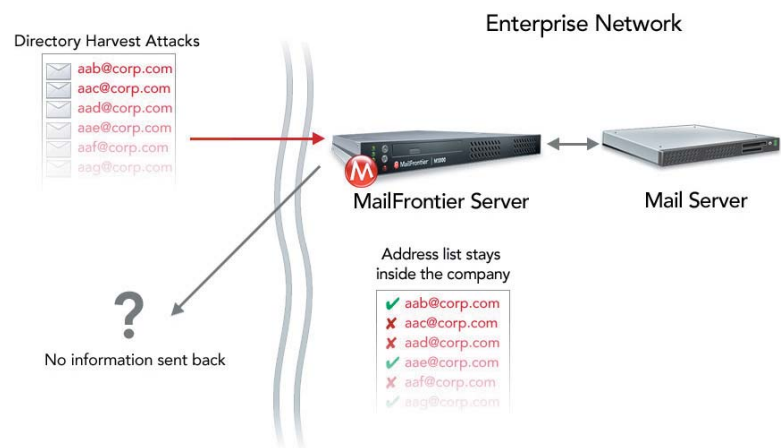 Enterprise Network
Directory Harvest Attacks
aab@corp.com
aac@corp.com
aad@corp.com
aae@corp.com
aaf@corp.com
aag@corp.com
M
MailFrontier
MailFrontier Server
Mail Server
Address list stays
inside the company
✔ aab@corp.com
✘ aac@corp.com
✘ aad@corp.com
✔ aae@corp.com
✘ aaf@corp.com
✔ aag@corp.com
?
No information sent back